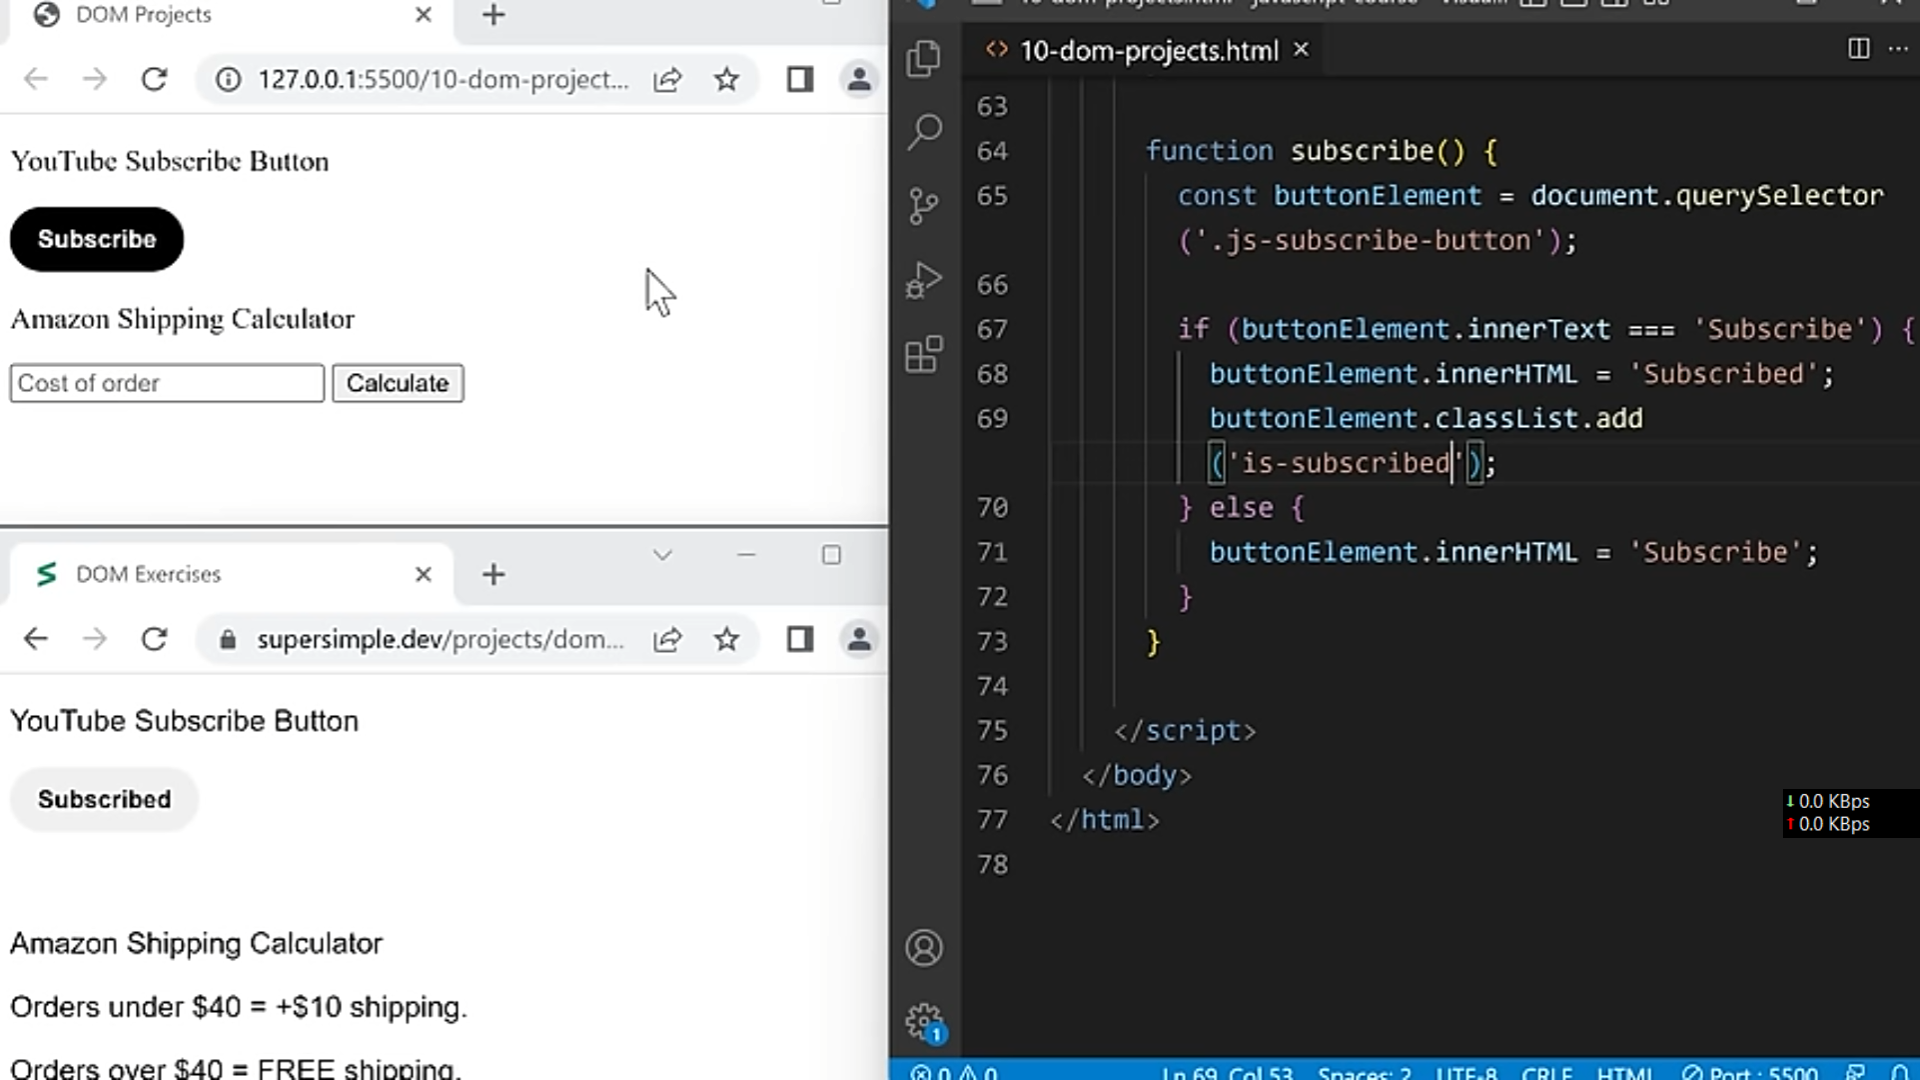 DOM Projects
127.0.0.1:5500/10-dom-project...
YouTube Subscribe Button
Subscribe
Amazon Shipping Calculator
Cost of order
Calculate
DOM Exercises
supersimple.dev/projects/dom...
YouTube Subscribe Button
Subscribed
Amazon Shipping Calculator
Orders under $40 = +$10 shipping.
Orders over $40 = FREE shipping.
10-dom-projects.html
63
64 function subscribe() {
65 const buttonElement = document.querySelector
('.js-subscribe-button');
66
67 if (buttonElement.innerText === 'Subscribe') {
68 buttonElement.innerHTML = 'Subscribed';
69 buttonElement.classList.add
('is-subscribed');
70 } else {
71 buttonElement.innerHTML = 'Subscribe';
72 }
73 }
74
75 </script>
76 </body>
77 </html>
78
↓ 0.0 KBps
↑ 0.0 KBps
1
0 0 Ln 69, Col 53 Spaces: 2 UTF-8 CRLF HTML Port : 5500